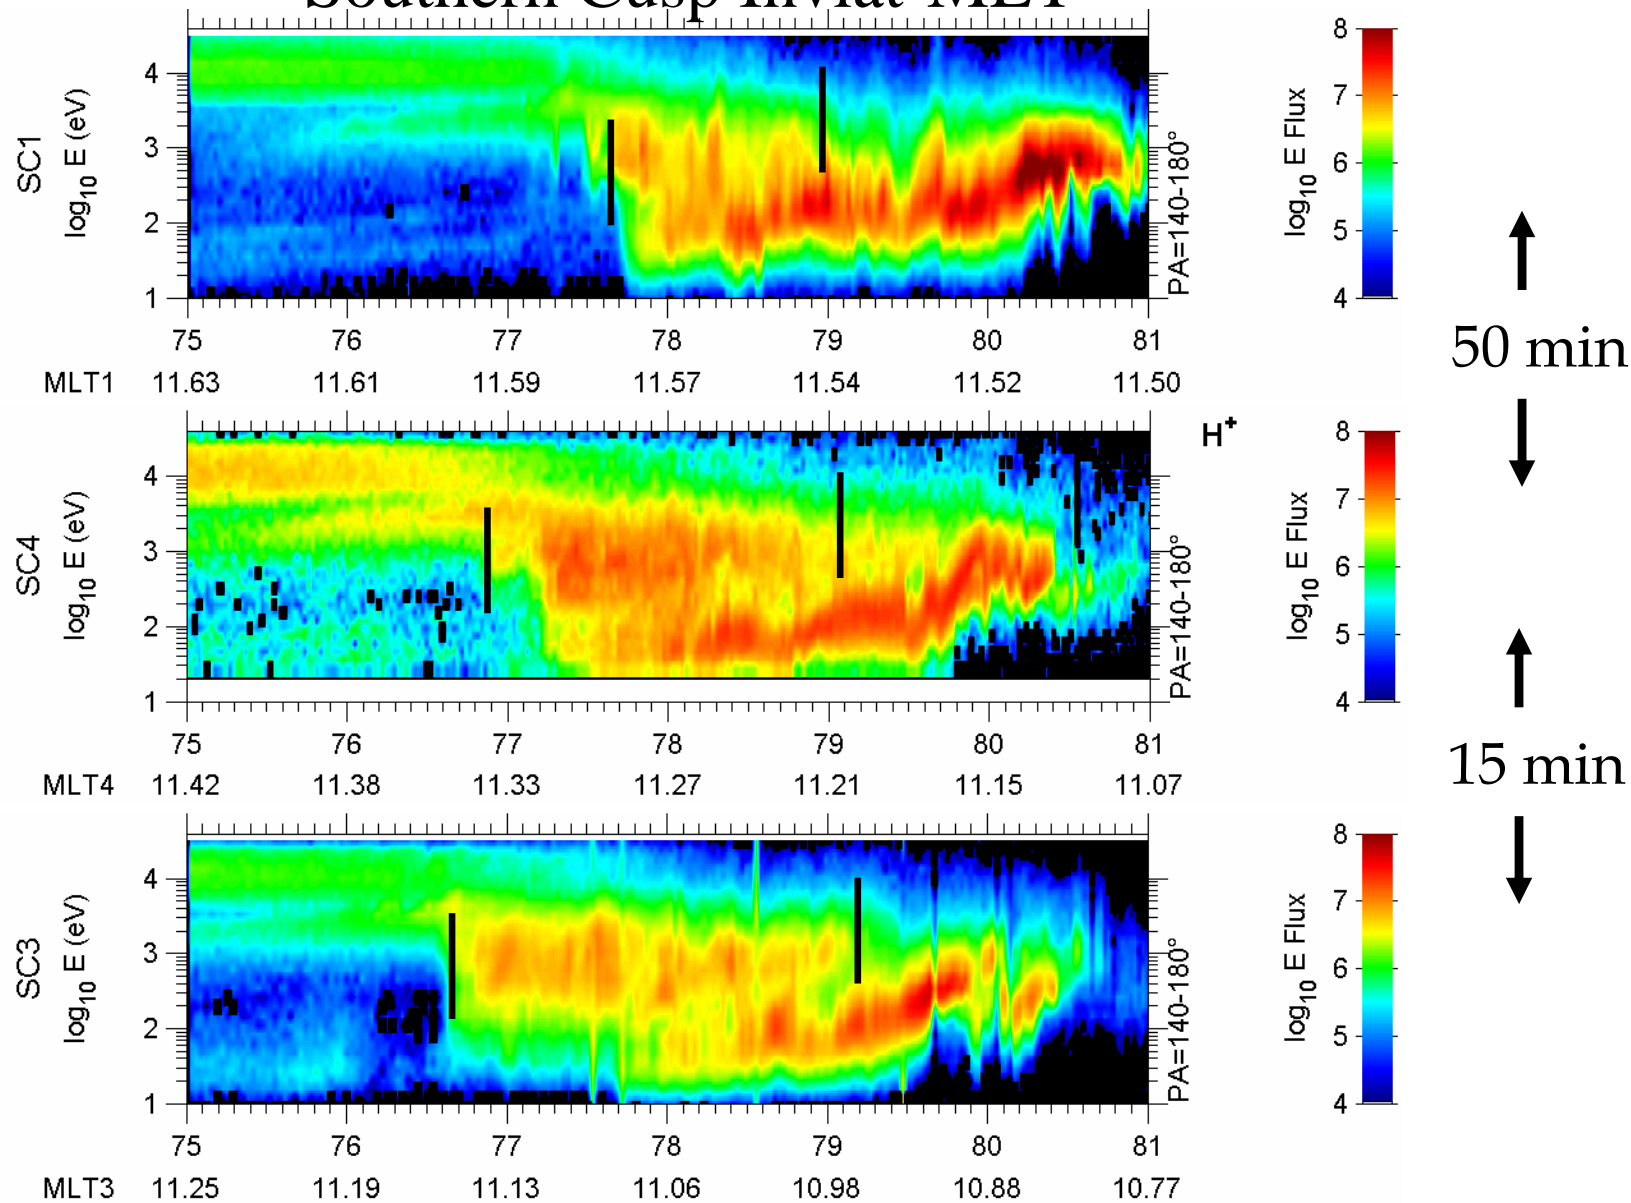 Southern Cusp Invlat-MLT
SC1
log10 E (eV)
4
3
2
1
PA=140-180°
75 76 77 78 79 80 81
MLT1 11.63 11.61 11.59 11.57 11.54 11.52 11.50
log10 E Flux
8
7
6
5
4
50 min
SC4
log10 E (eV)
4
3
2
1
PA=140-180°
H+
75 76 77 78 79 80 81
MLT4 11.42 11.38 11.33 11.27 11.21 11.15 11.07
log10 E Flux
8
7
6
5
4
15 min
SC3
log10 E (eV)
4
3
2
1
PA=140-180°
75 76 77 78 79 80 81
MLT3 11.25 11.19 11.13 11.06 10.98 10.88 10.77
log10 E Flux
8
7
6
5
4